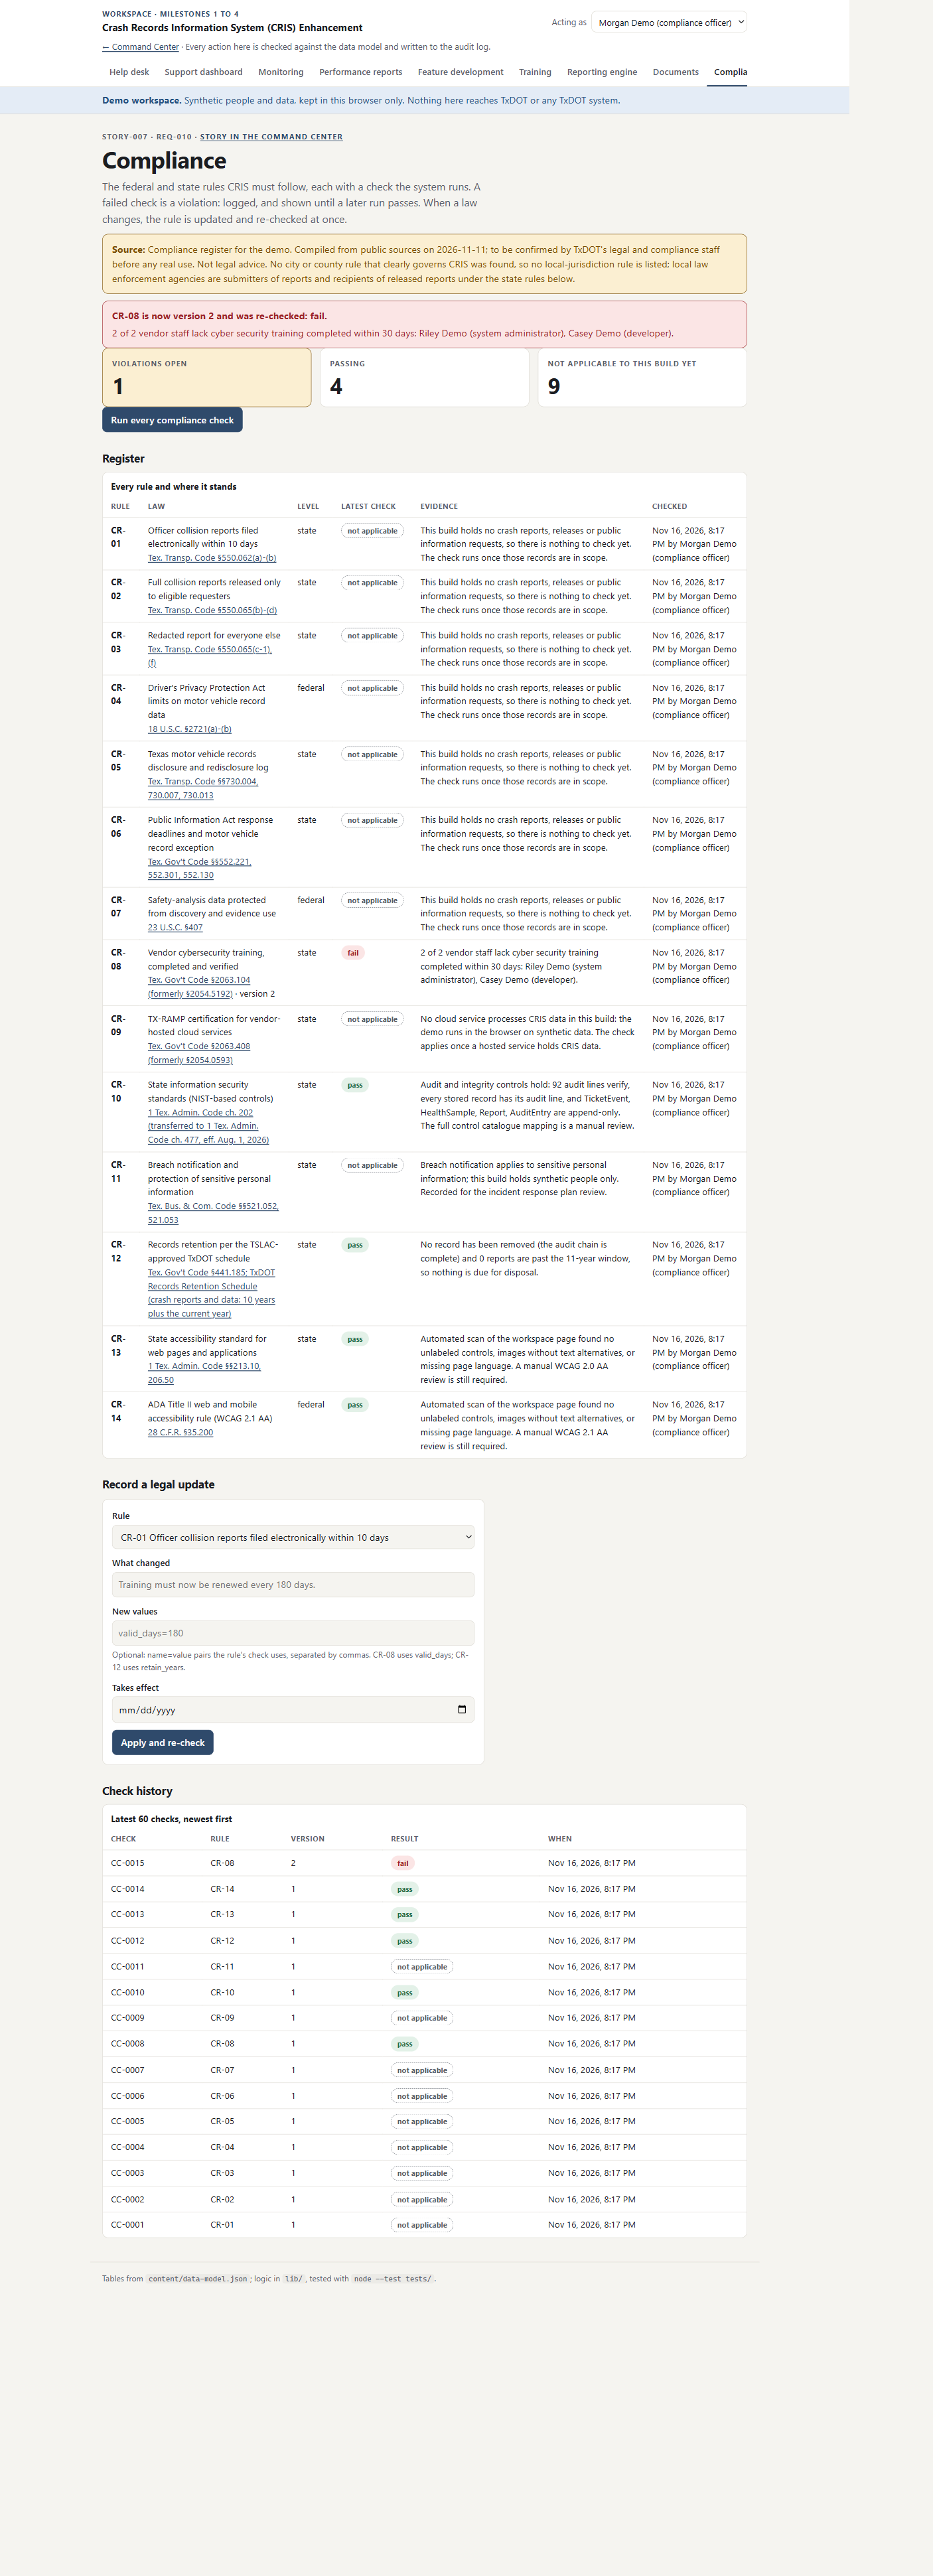 WORKSPACE · MILESTONES 1 TO 4
Crash Records Information System (CRIS) Enhancement
Acting as
Morgan Demo (compliance officer)
← Command Center · Every action here is checked against the data model and written to the audit log.
Help desk
Support dashboard
Monitoring
Performance reports
Feature development
Training
Reporting engine
Documents
Complia
Demo workspace. Synthetic people and data, kept in this browser only. Nothing here reaches TxDOT or any TxDOT system.
STORY-007 · REQ-010 · STORY IN THE COMMAND CENTER
Compliance
The federal and state rules CRIS must follow, each with a check the system runs. A
failed check is a violation: logged, and shown until a later run passes. When a law
changes, the rule is updated and re-checked at once.
Source: Compliance register for the demo. Compiled from public sources on 2026-11-11; to be confirmed by TxDOT's legal and compliance staff
before any real use. Not legal advice. No city or county rule that clearly governs CRIS was found, so no local-jurisdiction rule is listed; local law
enforcement agencies are submitters of reports and recipients of released reports under the state rules below.
CR-08 is now version 2 and was re-checked: fail.
2 of 2 vendor staff lack cyber security training completed within 30 days: Riley Demo (system administrator), Casey Demo (developer).
VIOLATIONS OPEN
1
PASSING
4
NOT APPLICABLE TO THIS BUILD YET
9
Run every compliance check
Register
Every rule and where it stands
RULE LAW LEVEL LATEST CHECK EVIDENCE CHECKED
CR- Officer collision reports filed state not applicable This build holds no crash reports, releases or public Nov 16, 2026, 8:17
01 electronically within 10 days information requests, so there is nothing to check yet. PM by Morgan Demo
Tex. Transp. Code §550.062(a)-(b) The check runs once those records are in scope. (compliance officer)
CR- Full collision reports released only state not applicable This build holds no crash reports, releases or public Nov 16, 2026, 8:17
02 to eligible requesters information requests, so there is nothing to check yet. PM by Morgan Demo
Tex. Transp. Code §550.065(b)-(d) The check runs once those records are in scope. (compliance officer)
CR- Redacted report for everyone else state not applicable This build holds no crash reports, releases or public Nov 16, 2026, 8:17
03 Tex. Transp. Code §550.065(c-1), information requests, so there is nothing to check yet. PM by Morgan Demo
(f) The check runs once those records are in scope. (compliance officer)
CR- Driver's Privacy Protection Act federal not applicable This build holds no crash reports, releases or public Nov 16, 2026, 8:17
04 limits on motor vehicle record information requests, so there is nothing to check yet. PM by Morgan Demo
data The check runs once those records are in scope. (compliance officer)
18 U.S.C. §2721(a)-(b)
CR- Texas motor vehicle records state not applicable This build holds no crash reports, releases or public Nov 16, 2026, 8:17
05 disclosure and redisclosure log information requests, so there is nothing to check yet. PM by Morgan Demo
Tex. Transp. Code §§730.004, The check runs once those records are in scope. (compliance officer)
730.007, 730.013
CR- Public Information Act response state not applicable This build holds no crash reports, releases or public Nov 16, 2026, 8:17
06 deadlines and motor vehicle information requests, so there is nothing to check yet. PM by Morgan Demo
record exception The check runs once those records are in scope. (compliance officer)
Tex. Gov't Code §§552.221,
552.301, 552.130
CR- Safety-analysis data protected federal not applicable This build holds no crash reports, releases or public Nov 16, 2026, 8:17
07 from discovery and evidence use information requests, so there is nothing to check yet. PM by Morgan Demo
23 U.S.C. §407 The check runs once those records are in scope. (compliance officer)
CR- Vendor cybersecurity training, state fail 2 of 2 vendor staff lack cyber security training Nov 16, 2026, 8:17
08 completed and verified completed within 30 days: Riley Demo (system PM by Morgan Demo
Tex. Gov't Code §2063.104 administrator), Casey Demo (developer). (compliance officer)
(formerly §2054.5192) · version 2
CR- TX-RAMP certification for vendor- state not applicable No cloud service processes CRIS data in this build: the Nov 16, 2026, 8:17
09 hosted cloud services demo runs in the browser on synthetic data. The check PM by Morgan Demo
Tex. Gov't Code §2063.408 applies once a hosted service holds CRIS data. (compliance officer)
(formerly §2054.0593)
CR- State information security state pass Audit and integrity controls hold: 92 audit lines verify, Nov 16, 2026, 8:17
10 standards (NIST-based controls) every stored record has its audit line, and TicketEvent, PM by Morgan Demo
1 Tex. Admin. Code ch. 202 HealthSample, Report, AuditEntry are append-only. (compliance officer)
(transferred to 1 Tex. Admin. The full control catalogue mapping is a manual review.
Code ch. 477, eff. Aug. 1, 2026)
CR- Breach notification and state not applicable Breach notification applies to sensitive personal Nov 16, 2026, 8:17
11 protection of sensitive personal information; this build holds synthetic people only. PM by Morgan Demo
information Recorded for the incident response plan review. (compliance officer)
Tex. Bus. & Com. Code §§521.052,
521.053
CR- Records retention per the TSLAC- state pass No record has been removed (the audit chain is Nov 16, 2026, 8:17
12 approved TxDOT schedule complete) and 0 reports are past the 11-year window, PM by Morgan Demo
Tex. Gov't Code §441.185; TxDOT so nothing is due for disposal. (compliance officer)
Records Retention Schedule
(crash reports and data: 10 years
plus the current year)
CR- State accessibility standard for state pass Automated scan of the workspace page found no Nov 16, 2026, 8:17
13 web pages and applications unlabeled controls, images without text alternatives, or PM by Morgan Demo
1 Tex. Admin. Code §§213.10, missing page language. A manual WCAG 2.0 AA (compliance officer)
206.50 review is still required.
CR- ADA Title II web and mobile federal pass Automated scan of the workspace page found no Nov 16, 2026, 8:17
14 accessibility rule (WCAG 2.1 AA) unlabeled controls, images without text alternatives, or PM by Morgan Demo
28 C.F.R. §35.200 missing page language. A manual WCAG 2.1 AA (compliance officer)
review is still required.
Record a legal update
Rule
CR-01 Officer collision reports filed electronically within 10 days
What changed
Training must now be renewed every 180 days.
New values
valid_days=180
Optional: name=value pairs the rule's check uses, separated by commas. CR-08 uses valid_days; CR-
12 uses retain_years.
Takes effect
mm/dd/yyyy
Apply and re-check
Check history
Latest 60 checks, newest first
CHECK RULE VERSION RESULT WHEN
CC-0015 CR-08 2 fail Nov 16, 2026, 8:17 PM
CC-0014 CR-14 1 pass Nov 16, 2026, 8:17 PM
CC-0013 CR-13 1 pass Nov 16, 2026, 8:17 PM
CC-0012 CR-12 1 pass Nov 16, 2026, 8:17 PM
CC-0011 CR-11 1 not applicable Nov 16, 2026, 8:17 PM
CC-0010 CR-10 1 pass Nov 16, 2026, 8:17 PM
CC-0009 CR-09 1 not applicable Nov 16, 2026, 8:17 PM
CC-0008 CR-08 1 pass Nov 16, 2026, 8:17 PM
CC-0007 CR-07 1 not applicable Nov 16, 2026, 8:17 PM
CC-0006 CR-06 1 not applicable Nov 16, 2026, 8:17 PM
CC-0005 CR-05 1 not applicable Nov 16, 2026, 8:17 PM
CC-0004 CR-04 1 not applicable Nov 16, 2026, 8:17 PM
CC-0003 CR-03 1 not applicable Nov 16, 2026, 8:17 PM
CC-0002 CR-02 1 not applicable Nov 16, 2026, 8:17 PM
CC-0001 CR-01 1 not applicable Nov 16, 2026, 8:17 PM
Tables from content/data-model.json; logic in lib/, tested with node --test tests/.